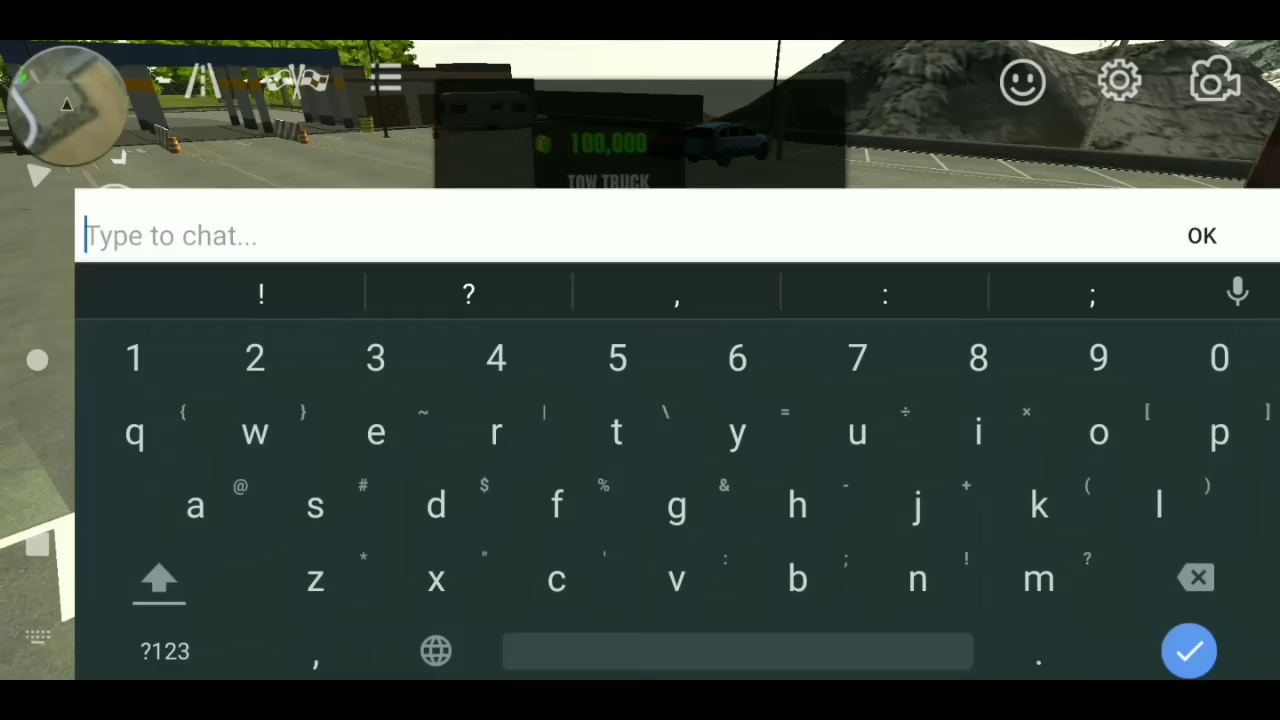 100,000
TOW TRUCK
Type to chat...
OK
! ? , : ;
1 2 3 4 5 6 7 8 9 0
{ } ~ | \ = ÷ × [ ]
q w e r t y u i o p
@ # $ % & - + ( )
a s d f g h j k l
* " ' : ; ! ?
z x c v b n m
?123 , .